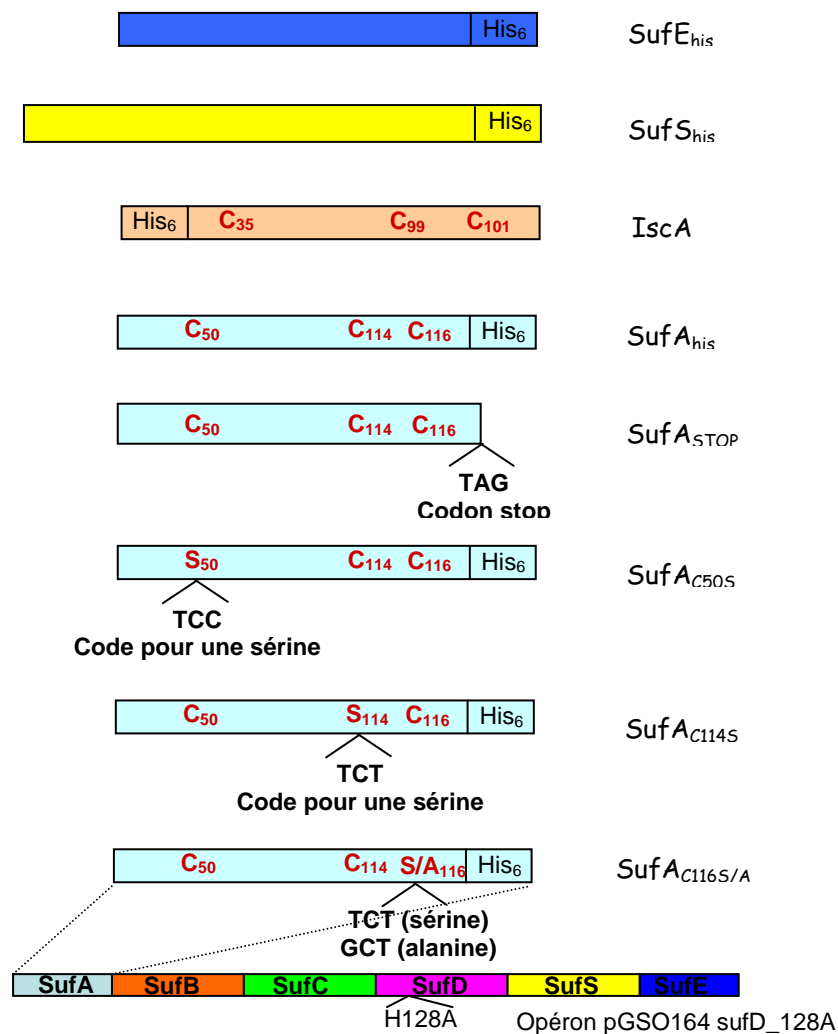 His₆ SufEhis
His₆ SufShis
His₆ C₃₅ C₉₉ C₁₀₁ IscA
C₅₀ C₁₁₄ C₁₁₆ His₆ SufAhis
C₅₀ C₁₁₄ C₁₁₆ SufASTOP
TAG
Codon stop
S₅₀ C₁₁₄ C₁₁₆ His₆ SufAC50S
TCC
Code pour une sérine
C₅₀ S₁₁₄ C₁₁₆ His₆ SufAC114S
TCT
Code pour une sérine
C₅₀ C₁₁₄ S/A₁₁₆ His₆ SufAC116S/A
TCT (sérine)
GCT (alanine)
SufA SufB SufC SufD SufS SufE
H128A Opéron pGSO164 sufD_128A